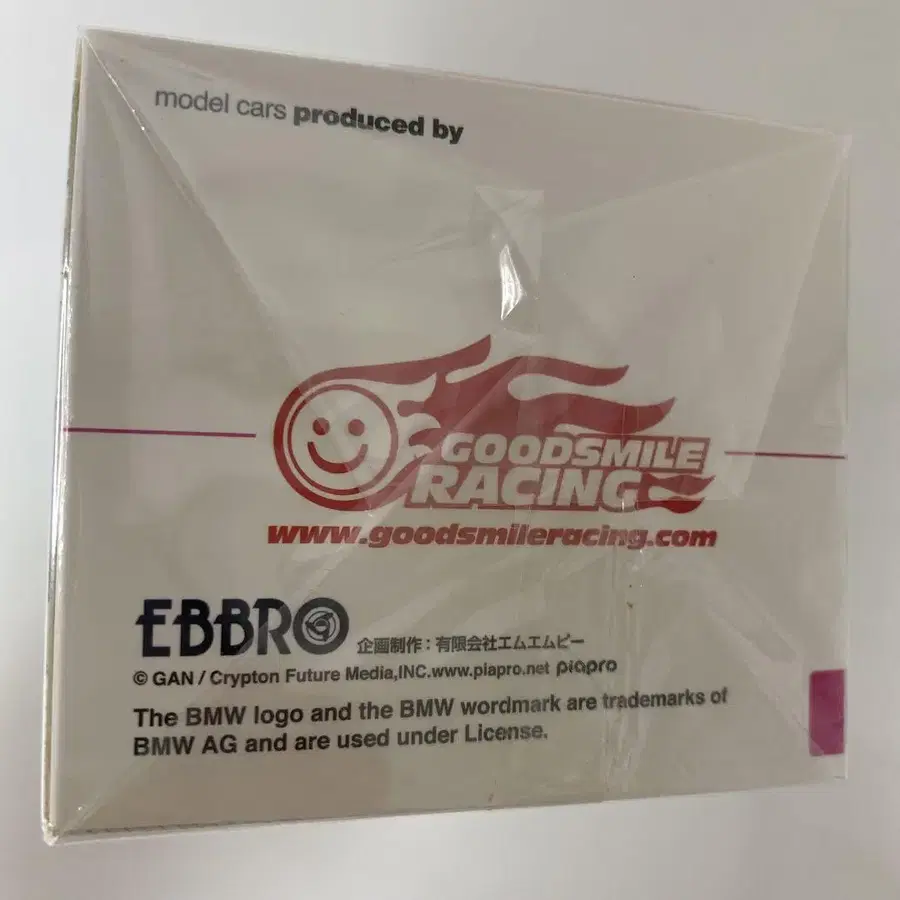 model cars produced by
GOODSMILE
RACING
www.goodsmileracing.com
EBBRO 企画制作：有限会社エムエムピー
© GAN / Crypton Future Media,INC.www.piapro.net piapro
The BMW logo and the BMW wordmark are trademarks of
BMW AG and are used under License.